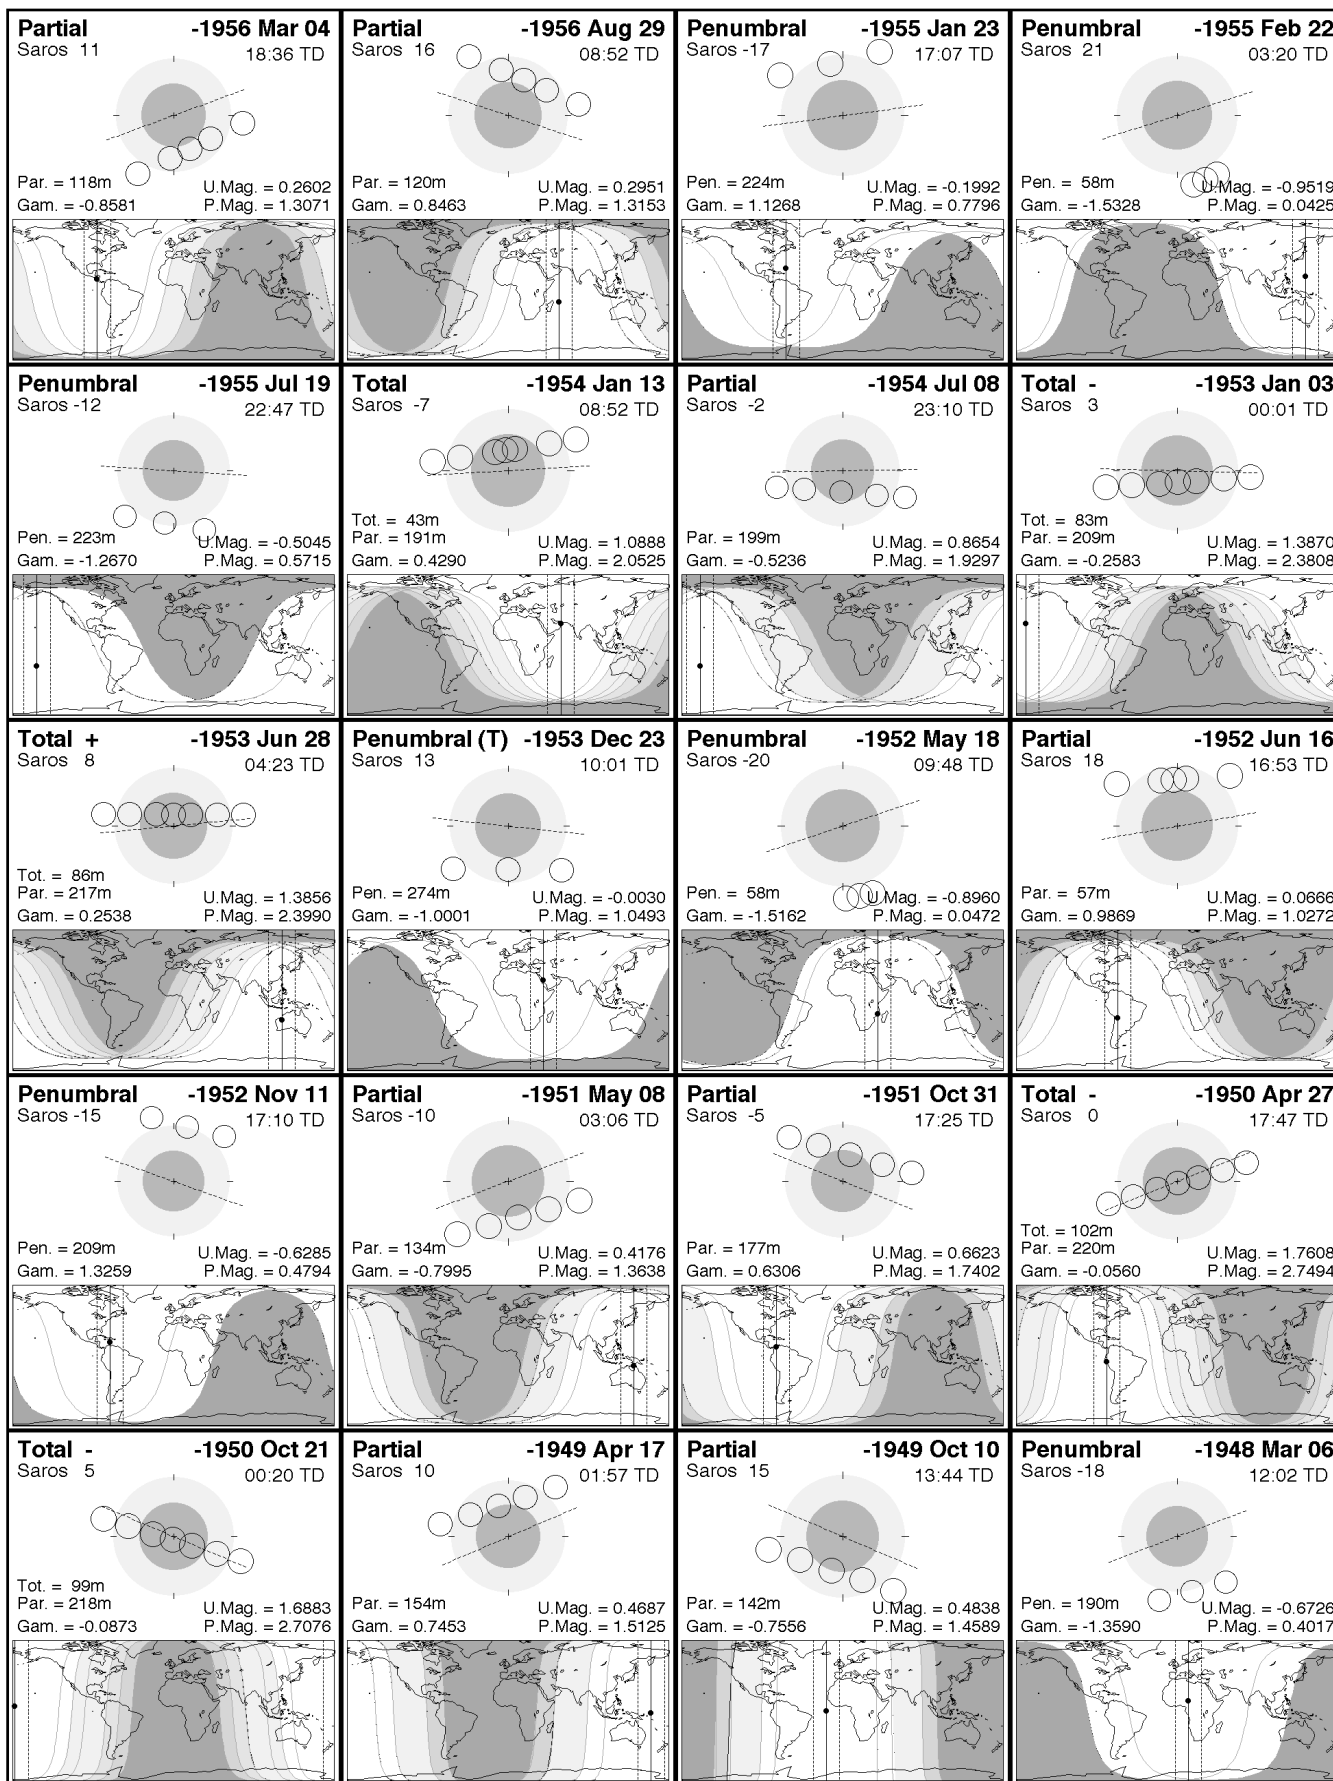 Partial -1956 Mar 04
Saros 11 18:36 TD
Par. = 118m U.Mag. = 0.2602
Gam. = -0.8581 P.Mag. = 1.3071
Partial -1956 Aug 29
Saros 16 08:52 TD
Par. = 120m U.Mag. = 0.2951
Gam. = 0.8463 P.Mag. = 1.3153
Penumbral -1955 Jan 23
Saros -17 17:07 TD
Pen. = 224m U.Mag. = -0.1992
Gam. = 1.1268 P.Mag. = 0.7796
Penumbral -1955 Feb 22
Saros 21 03:20 TD
Pen. = 58m U.Mag. = -0.9519
Gam. = -1.5328 P.Mag. = 0.0425
Penumbral -1955 Jul 19
Saros -12 22:47 TD
Pen. = 223m U.Mag. = -0.5045
Gam. = -1.2670 P.Mag. = 0.5715
Total -1954 Jan 13
Saros -7 08:52 TD
Tot. = 43m
Par. = 191m U.Mag. = 1.0888
Gam. = 0.4290 P.Mag. = 2.0525
Partial -1954 Jul 08
Saros -2 23:10 TD
Par. = 199m U.Mag. = 0.8654
Gam. = -0.5236 P.Mag. = 1.9297
Total - -1953 Jan 03
Saros 3 00:01 TD
Tot. = 83m
Par. = 209m U.Mag. = 1.3870
Gam. = -0.2583 P.Mag. = 2.3808
Total + -1953 Jun 28
Saros 8 04:23 TD
Tot. = 86m
Par. = 217m U.Mag. = 1.3856
Gam. = 0.2538 P.Mag. = 2.3990
Penumbral (T) -1953 Dec 23
Saros 13 10:01 TD
Pen. = 274m U.Mag. = -0.0030
Gam. = -1.0001 P.Mag. = 1.0493
Penumbral -1952 May 18
Saros -20 09:48 TD
Pen. = 58m U.Mag. = -0.8960
Gam. = -1.5162 P.Mag. = 0.0472
Partial -1952 Jun 16
Saros 18 16:53 TD
Par. = 57m U.Mag. = 0.0666
Gam. = 0.9869 P.Mag. = 1.0272
Penumbral -1952 Nov 11
Saros -15 17:10 TD
Pen. = 209m U.Mag. = -0.6285
Gam. = 1.3259 P.Mag. = 0.4794
Partial -1951 May 08
Saros -10 03:06 TD
Par. = 134m U.Mag. = 0.4176
Gam. = -0.7995 P.Mag. = 1.3638
Partial -1951 Oct 31
Saros -5 17:25 TD
Par. = 177m U.Mag. = 0.6623
Gam. = 0.6306 P.Mag. = 1.7402
Total - -1950 Apr 27
Saros 0 17:47 TD
Tot. = 102m
Par. = 220m U.Mag. = 1.7608
Gam. = -0.0560 P.Mag. = 2.7494
Total - -1950 Oct 21
Saros 5 00:20 TD
Tot. = 99m
Par. = 218m U.Mag. = 1.6883
Gam. = -0.0873 P.Mag. = 2.7076
Partial -1949 Apr 17
Saros 10 01:57 TD
Par. = 154m U.Mag. = 0.4687
Gam. = 0.7453 P.Mag. = 1.5125
Partial -1949 Oct 10
Saros 15 13:44 TD
Par. = 142m U.Mag. = 0.4838
Gam. = -0.7556 P.Mag. = 1.4589
Penumbral -1948 Mar 06
Saros -18 12:02 TD
Pen. = 190m U.Mag. = -0.6726
Gam. = -1.3590 P.Mag. = 0.4017